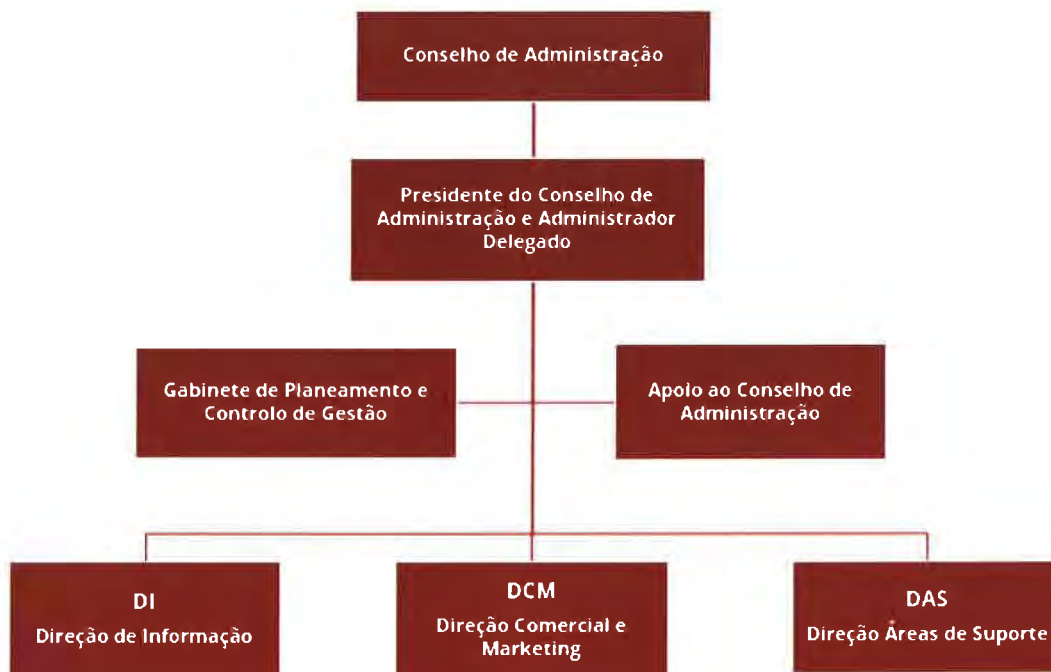 Conselho de Administração
Presidente do Conselho de
Administração e Administrador
Delegado
Gabinete de Planeamento e
Controlo de Gestão
Apoio ao Conselho de
Administração
DI
Direção de Informação
DCM
Direção Comercial e
Marketing
DAS
Direção Áreas de Suporte